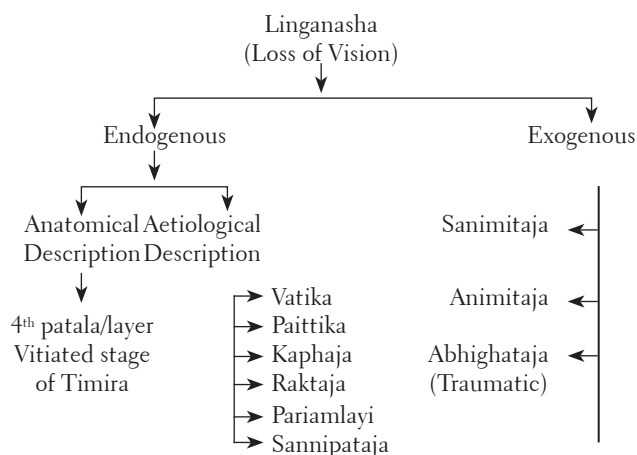 Linganasha
(Loss of Vision)
Endogenous
Exogenous
Anatomical
Description
Aetiological
Description
4th patala/layer
Vitiated stage
of Timira
Vatika
Paittika
Kaphaja
Raktaja
Pariamlayi
Sannipataja
Sanimitaja
Animitaja
Abhighataja
(Traumatic)